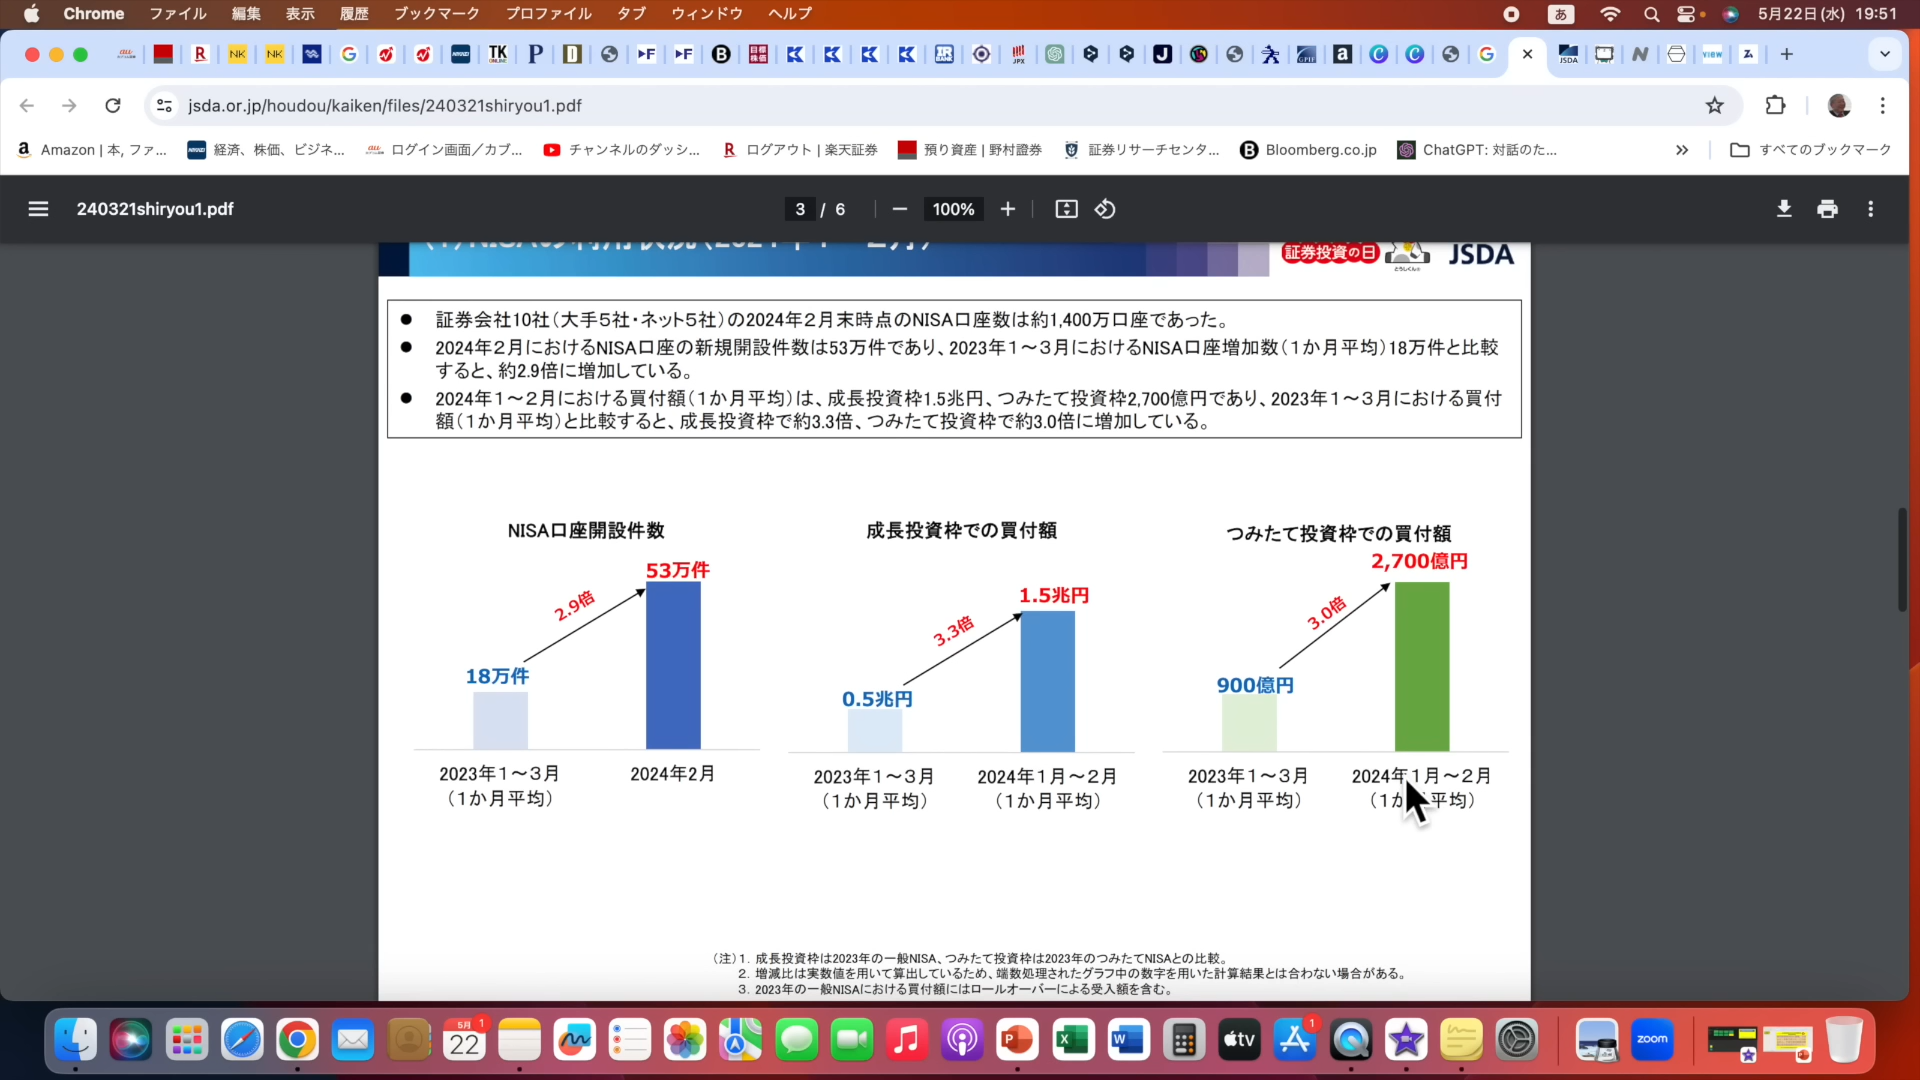 Chrome ファイル 編集 表示 履歴 ブックマーク プロファイル タブ ウィンドウ ヘルプ あ 5月22日(水) 19:51
jsda.or.jp/houdou/kaiken/files/240321shiryou1.pdf
Amazon | 本, ファ... 経済、株価、ビジネ... ログイン画面／カブ... チャンネルのダッシ... ログアウト | 楽天証券 預り資産 | 野村證券 証券リサーチセンタ... Bloomberg.co.jp ChatGPT: 対話のた... すべてのブックマーク
240321shiryou1.pdf 3 / 6 100%
証券投資の日 JSDA
● 証券会社10社（大手５社・ネット５社）の2024年２月末時点のNISA口座数は約1,400万口座であった。
● 2024年２月におけるNISA口座の新規開設件数は53万件であり、2023年１～３月におけるNISA口座増加数（１か月平均）18万件と比較
すると、約2.9倍に増加している。
● 2024年１～２月における買付額（１か月平均）は、成長投資枠1.5兆円、つみたて投資枠2,700億円であり、2023年１～３月における買付
額（１か月平均）と比較すると、成長投資枠で約3.3倍、つみたて投資枠で約3.0倍に増加している。
NISA口座開設件数
53万件
2.9倍
18万件
2023年１～３月
（１か月平均）
2024年２月
成長投資枠での買付額
1.5兆円
3.3倍
0.5兆円
2023年１～３月
（１か月平均）
2024年１月～２月
（１か月平均）
つみたて投資枠での買付額
2,700億円
3.0倍
900億円
2023年１～３月
（１か月平均）
2024年１月～２月
（１か 平均）
（注）１. 成長投資枠は2023年の一般NISA、つみたて投資枠は2023年のつみたてNISAとの比較。
２. 増減比は実数値を用いて算出しているため、端数処理されたグラフ中の数字を用いた計算結果とは合わない場合がある。
３. 2023年の一般NISAにおける買付額にはロールオーバーによる受入額を含む。
5月 1 22 tv 1 zoom